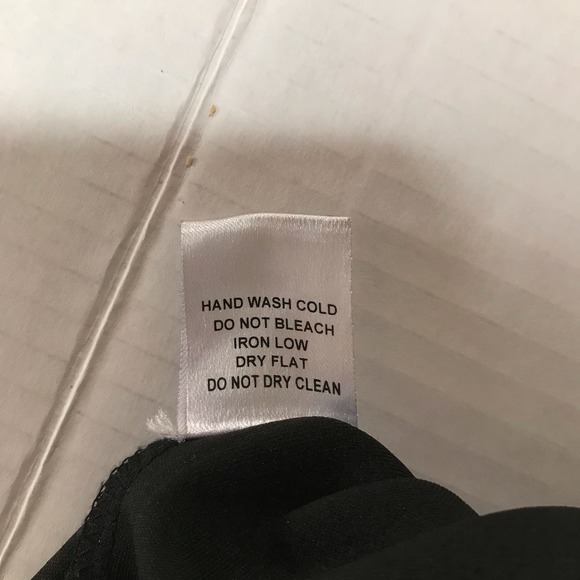 HAND WASH COLD
DO NOT BLEACH
IRON LOW
DRY FLAT
DO NOT DRY CLEAN